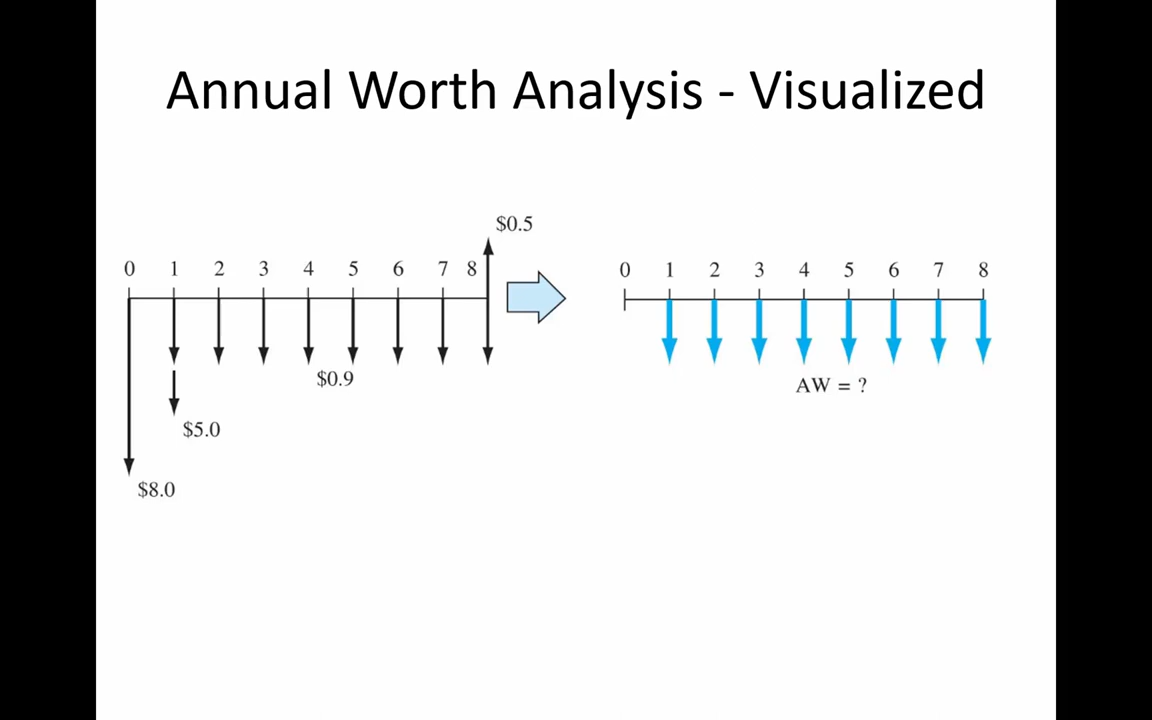 Annual Worth Analysis - Visualized
$0.5
0 1 2 3 4 5 6 7 8
$0.9
$5.0
$8.0
0 1 2 3 4 5 6 7 8
AW = ?